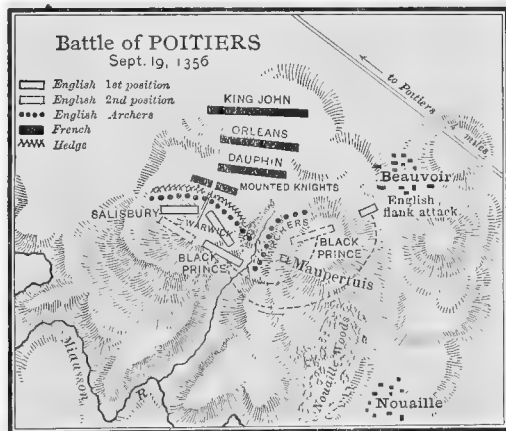 Battle of POITIERS
Sept. 19, 1356
English 1st position
English 2nd position
English Archers
French
Hedge
to Poitiers
4 miles
KING JOHN
ORLEANS
DAUPHIN
MOUNTED KNIGHTS
Beauvoir
English
flank attack
SALISBURY
WARWICK
ARCHERS
BLACK
PRINCE
BLACK PRINCE
Maupertuis
Miausson
R.
Nouaille Woods
Nouaille